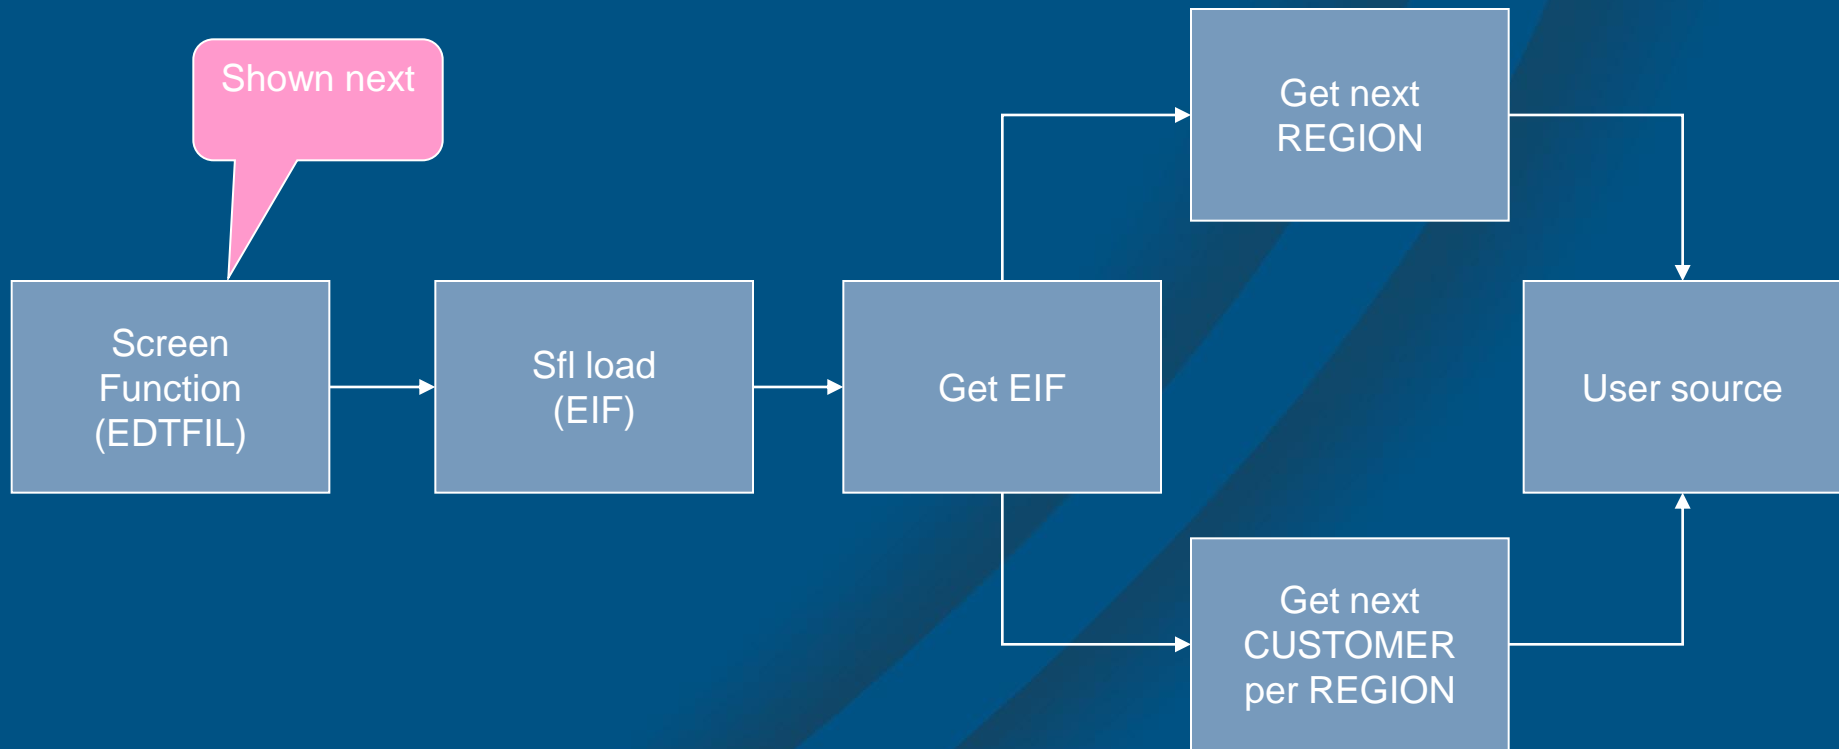 Shown next
Get next
REGION
Screen
Function
(EDTFIL)
Sfl load
(EIF)
Get EIF
User source
Get next
CUSTOMER
per REGION